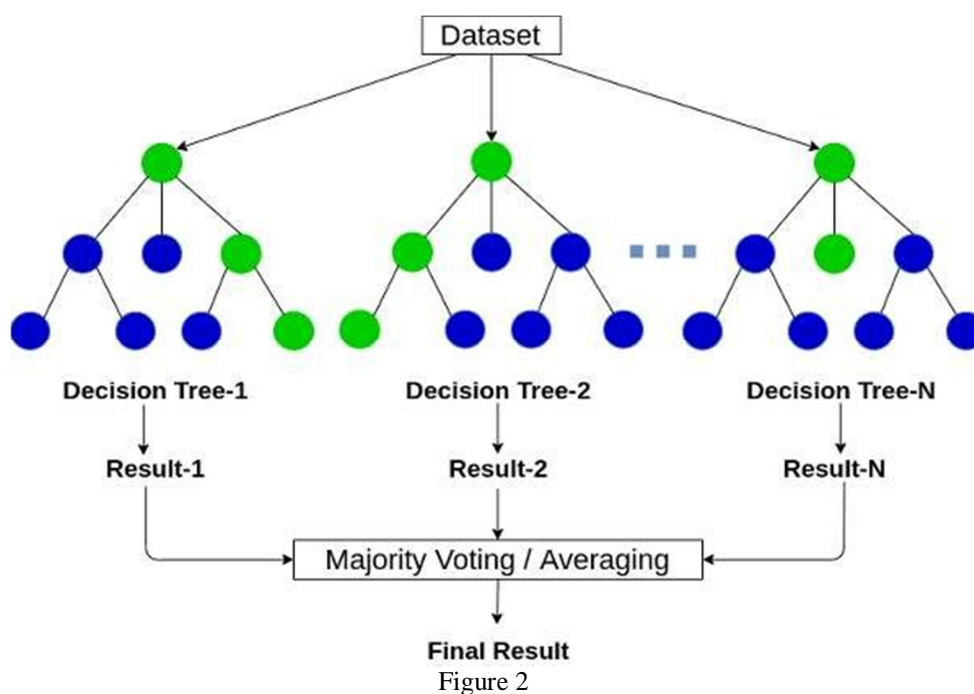 Dataset
Decision Tree-1
Decision Tree-2
Decision Tree-N
Result-1
Result-2
Result-N
Majority Voting / Averaging
Final Result
Figure 2